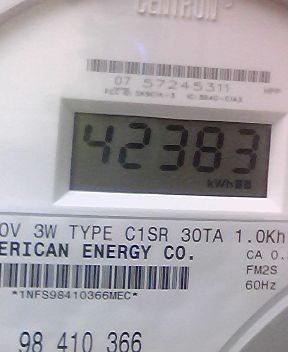 CENTRON
07 57245311
42383
kWh
0V 3W TYPE C1SR 30TA 1.0Kh
ERICAN ENERGY CO. CA 0.
FM2S
*1NFS98410366MEC* 60Hz
98 410 366